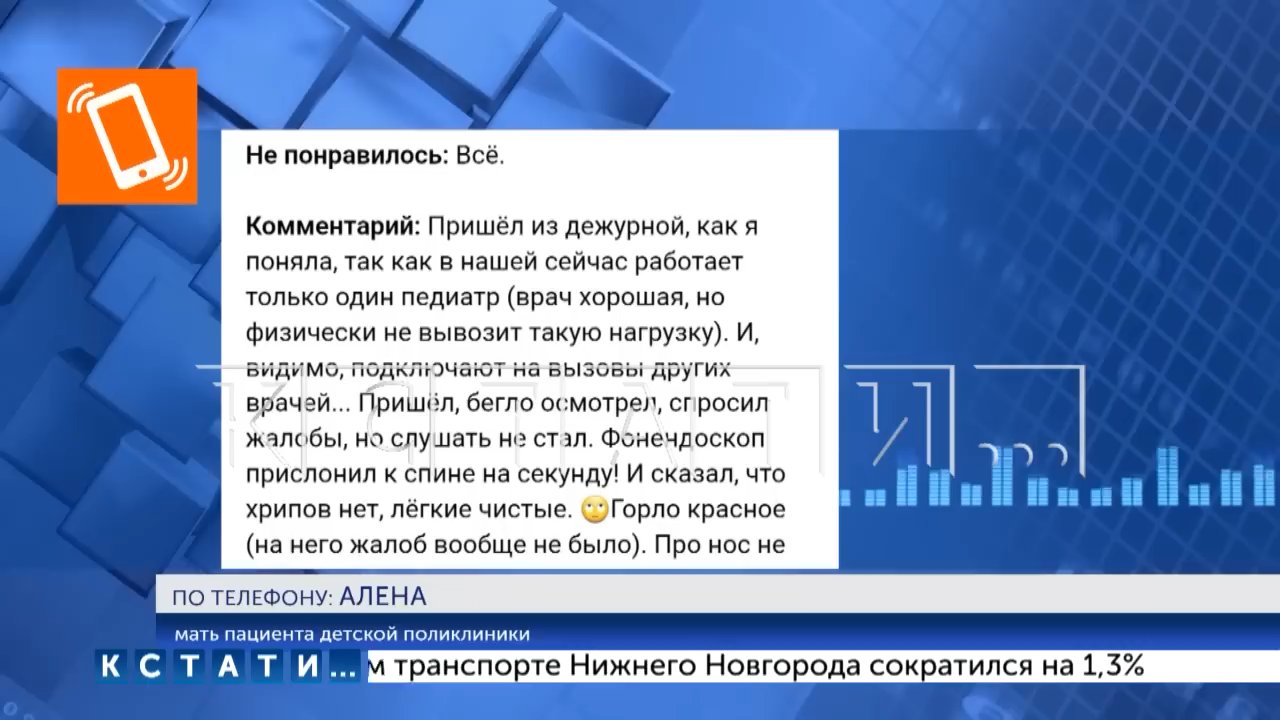 Не понравилось: Всё.
Комментарий: Пришёл из дежурной, как я
поняла, так как в нашей сейчас работает
только один педиатр (врач хорошая, но
физически не вывозит такую нагрузку). И,
видимо, подключают на вызовы других
врачей... Пришёл, бегло осмотрел, спросил
жалобы, но слушать не стал. Фонендоскоп
прислонил к спине на секунду! И сказал, что
хрипов нет, лёгкие чистые. 🙄Горло красное
(на него жалоб вообще не было). Про нос не
КСТАТИ...
ПО ТЕЛЕФОНУ: АЛЕНА
мать пациента детской поликлиники
КСТАТИ... м транспорте Нижнего Новгорода сократился на 1,3%